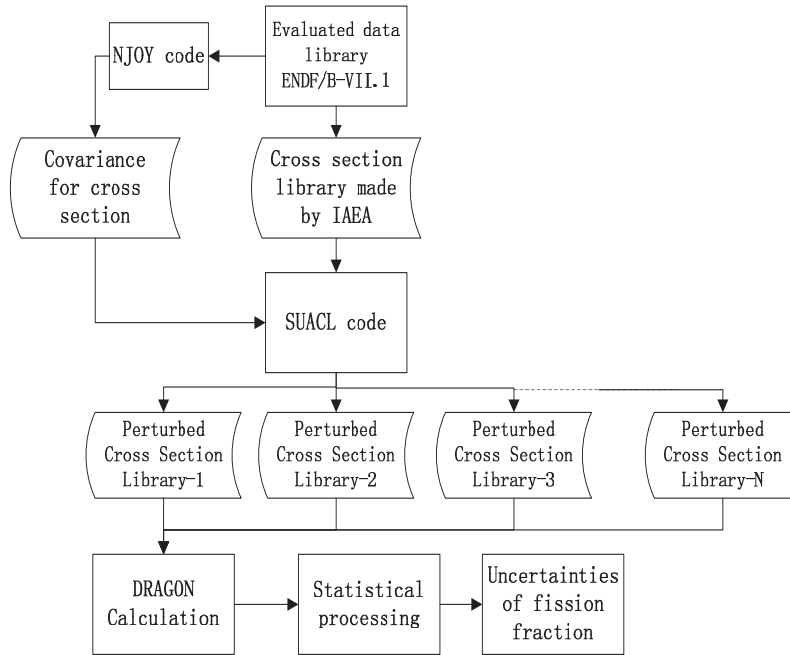 NJOY code
Evaluated data
library
ENDF/B-VII.1
Covariance
for cross
section
Cross section
library made
by IAEA
SUACL code
Perturbed
Cross Section
Library-1
Perturbed
Cross Section
Library-2
Perturbed
Cross Section
Library-3
Perturbed
Cross Section
Library-N
DRAGON
Calculation
Statistical
processing
Uncertainties
of fission
fraction